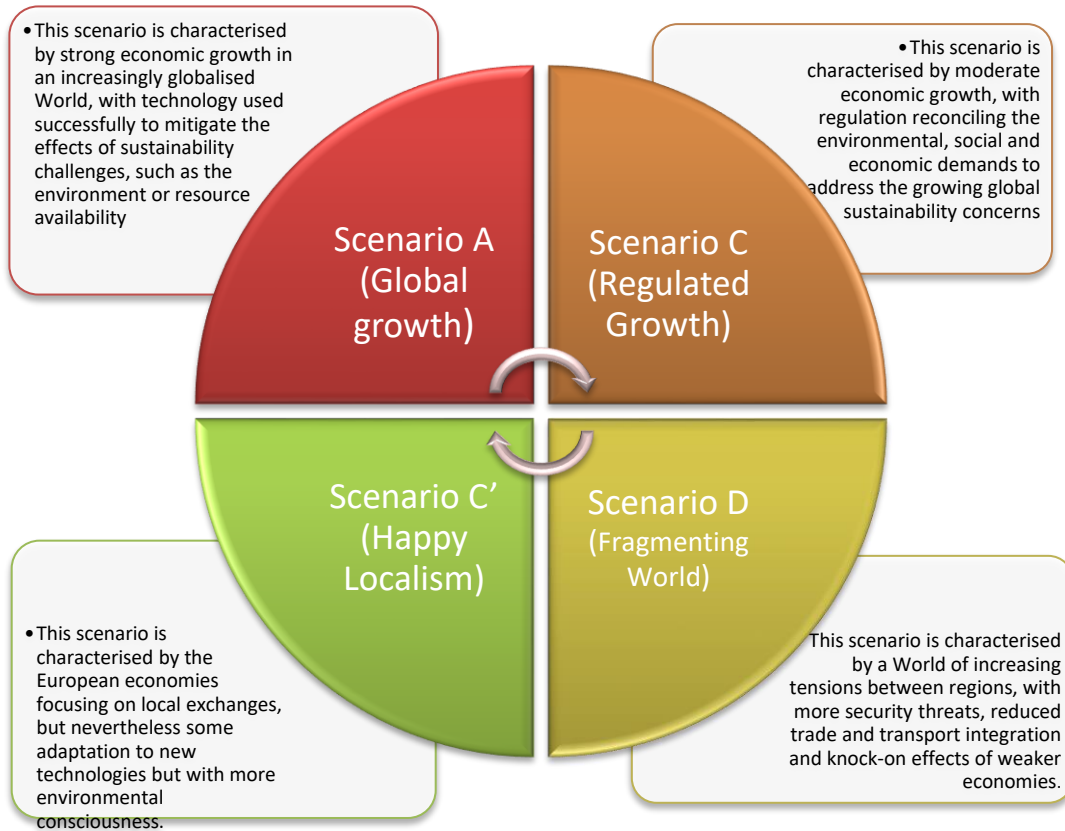 •This scenario is characterised
by strong economic growth in
an increasingly globalised
World, with technology used
successfully to mitigate the
effects of sustainability
challenges, such as the
environment or resource
availability
•This scenario is
characterised by moderate
economic growth, with
regulation reconciling the
environmental, social and
economic demands to
address the growing global
sustainability concerns
Scenario A
(Global
growth)
Scenario C
(Regulated
Growth)
Scenario C’
(Happy
Localism)
Scenario D
(Fragmenting
World)
•This scenario is
characterised by the
European economies
focusing on local exchanges,
but nevertheless some
adaptation to new
technologies but with more
environmental
consciousness.
This scenario is characterised
by a World of increasing
tensions between regions, with
more security threats, reduced
trade and transport integration
and knock-on effects of weaker
economies.